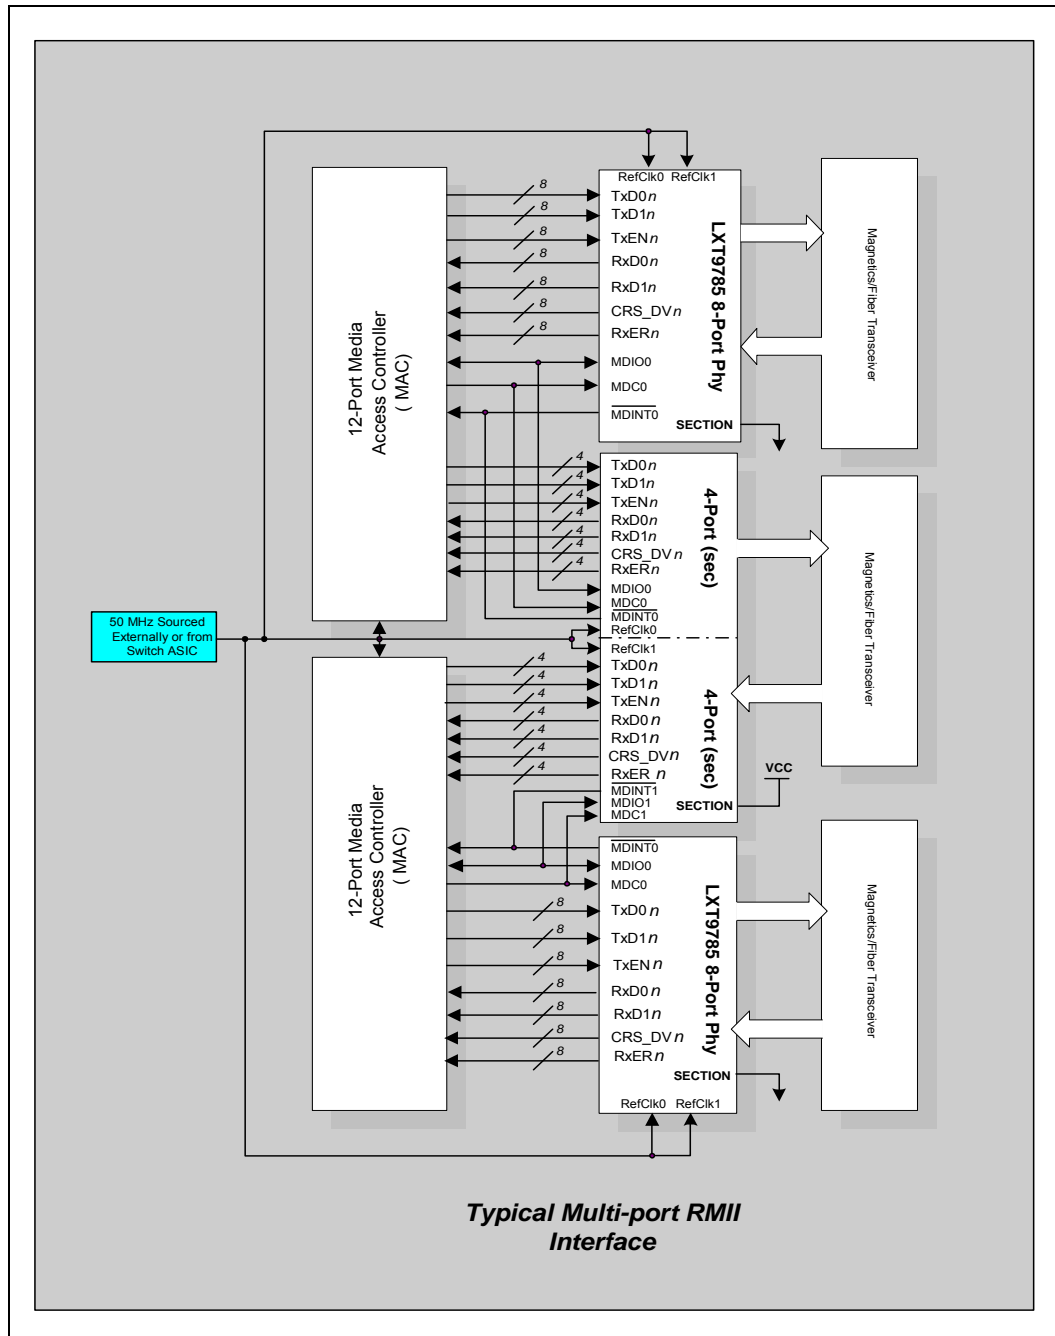 RefClk0 RefClk1
12-Port Media
Access Controller
( MAC)
8
8
8
8
8
8
8
TxD0n
TxD1n
TxENn
RxD0n
RxD1n
CRS_DVn
RxERn
MDIO0
MDC0
MDINT0
LXT9785 8-Port Phy
SECTION
Magnetics/Fiber Transceiver
4
4
4
4
4
4
4
TxD0n
TxD1n
TxENn
RxD0n
RxD1n
CRS_DVn
RxERn
MDIO0
MDC0
MDINT0
RefClk0
4-Port (sec)
Magnetics/Fiber Transceiver
50 MHz Sourced
Externally or from
Switch ASIC
12-Port Media
Access Controller
( MAC)
4
4
4
4
4
4
4
RefClk1
TxD0n
TxD1n
TxENn
RxD0n
RxD1n
CRS_DVn
RxER n
MDINT1
MDIO1
MDC1
4-Port (sec)
SECTION
VCC
MDINT0
MDIO0
MDC0
8
8
8
8
8
8
8
TxD0n
TxD1n
TxENn
RxD0n
RxD1n
CRS_DVn
RxERn
LXT9785 8-Port Phy
SECTION
RefClk0 RefClk1
Magnetics/Fiber Transceiver
Typical Multi-port RMII
Interface